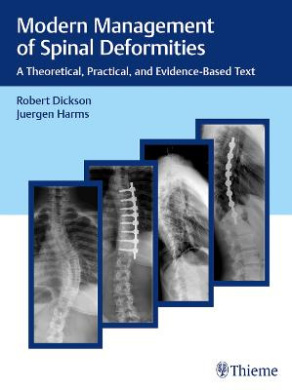 Modern Management
of Spinal Deformities
A Theoretical, Practical, and Evidence-Based Text
Robert Dickson
Juergen Harms
Thieme